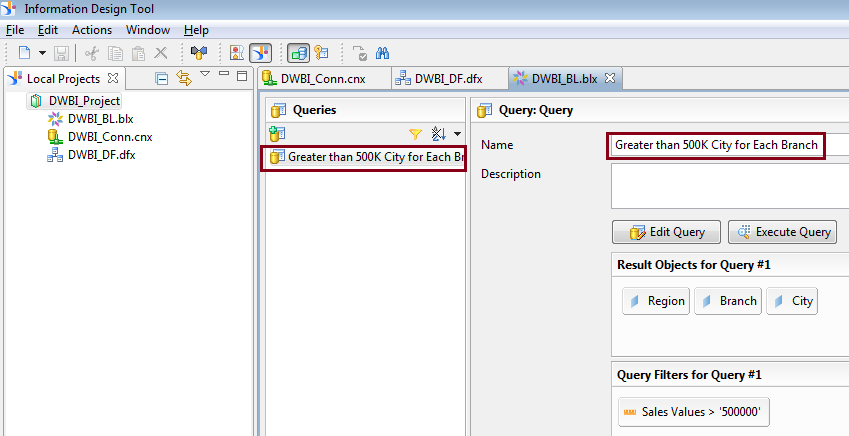 Information Design Tool
File Edit Actions Window Help
Local Projects
DWBI_Project
DWBI_BL.blx
DWBI_Conn.cnx
DWBI_DF.dfx
DWBI_Conn.cnx DWBI_DF.dfx DWBI_BL.blx
Queries
Greater than 500K City for Each Br
Query: Query
Name Greater than 500K City for Each Branch
Description
Edit Query Execute Query
Result Objects for Query #1
Region Branch City
Query Filters for Query #1
Sales Values > '500000'